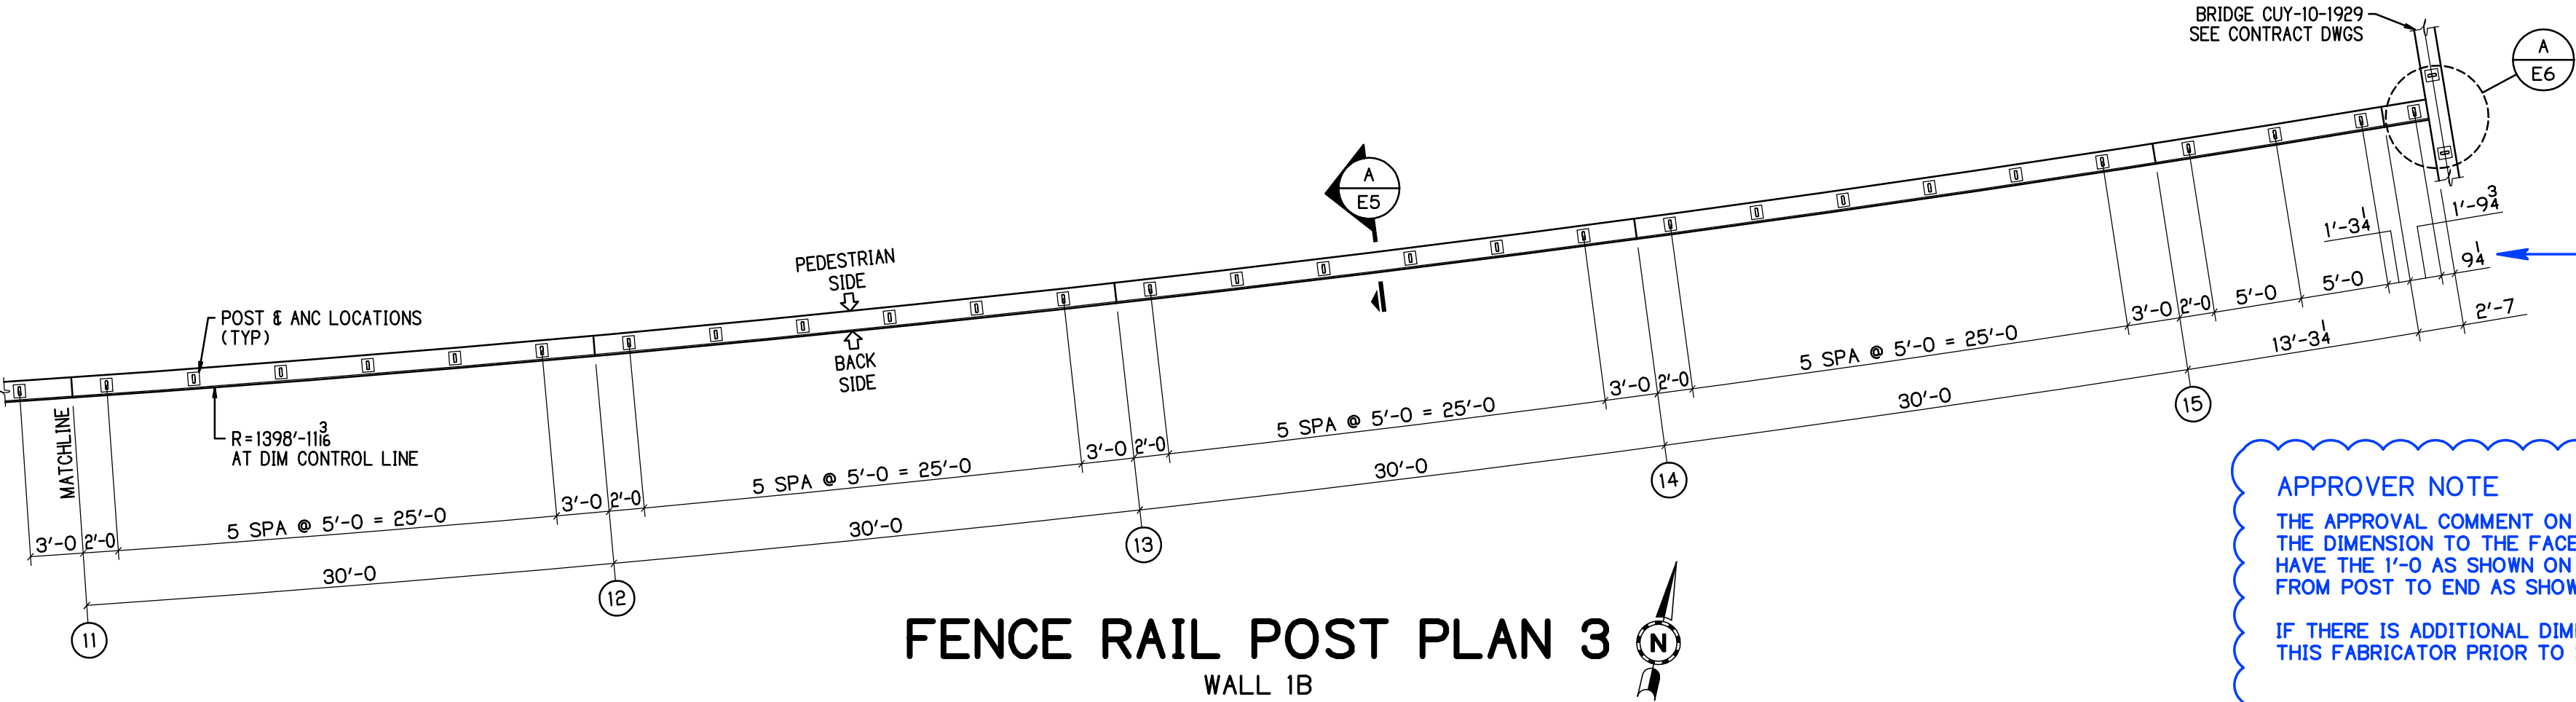 BRIDGE CUY-10-1929
SEE CONTRACT DWGS
A
E6
A
E5
PEDESTRIAN
SIDE
BACK
SIDE
POST & ANC LOCATIONS
(TYP)
R=1398'-11 3/16
AT DIM CONTROL LINE
MATCHLINE
1'-9 3/4
1'-3 1/4
9 1/4
3'-0 2'-0 5 SPA @ 5'-0 = 25'-0 3'-0 2'-0 5 SPA @ 5'-0 = 25'-0 3'-0 2'-0 5 SPA @ 5'-0 = 25'-0 3'-0 2'-0 5 SPA @ 5'-0 = 25'-0 3'-0 2'-0 5'-0 5'-0
30'-0 30'-0 30'-0 30'-0 13'-3 1/4 2'-7
11 12 13 14 15
FENCE RAIL POST PLAN 3
WALL 1B
N
APPROVER NOTE
THE APPROVAL COMMENT ON
THE DIMENSION TO THE FACE
HAVE THE 1'-0 AS SHOWN ON
FROM POST TO END AS SHOW
IF THERE IS ADDITIONAL DIM
THIS FABRICATOR PRIOR TO